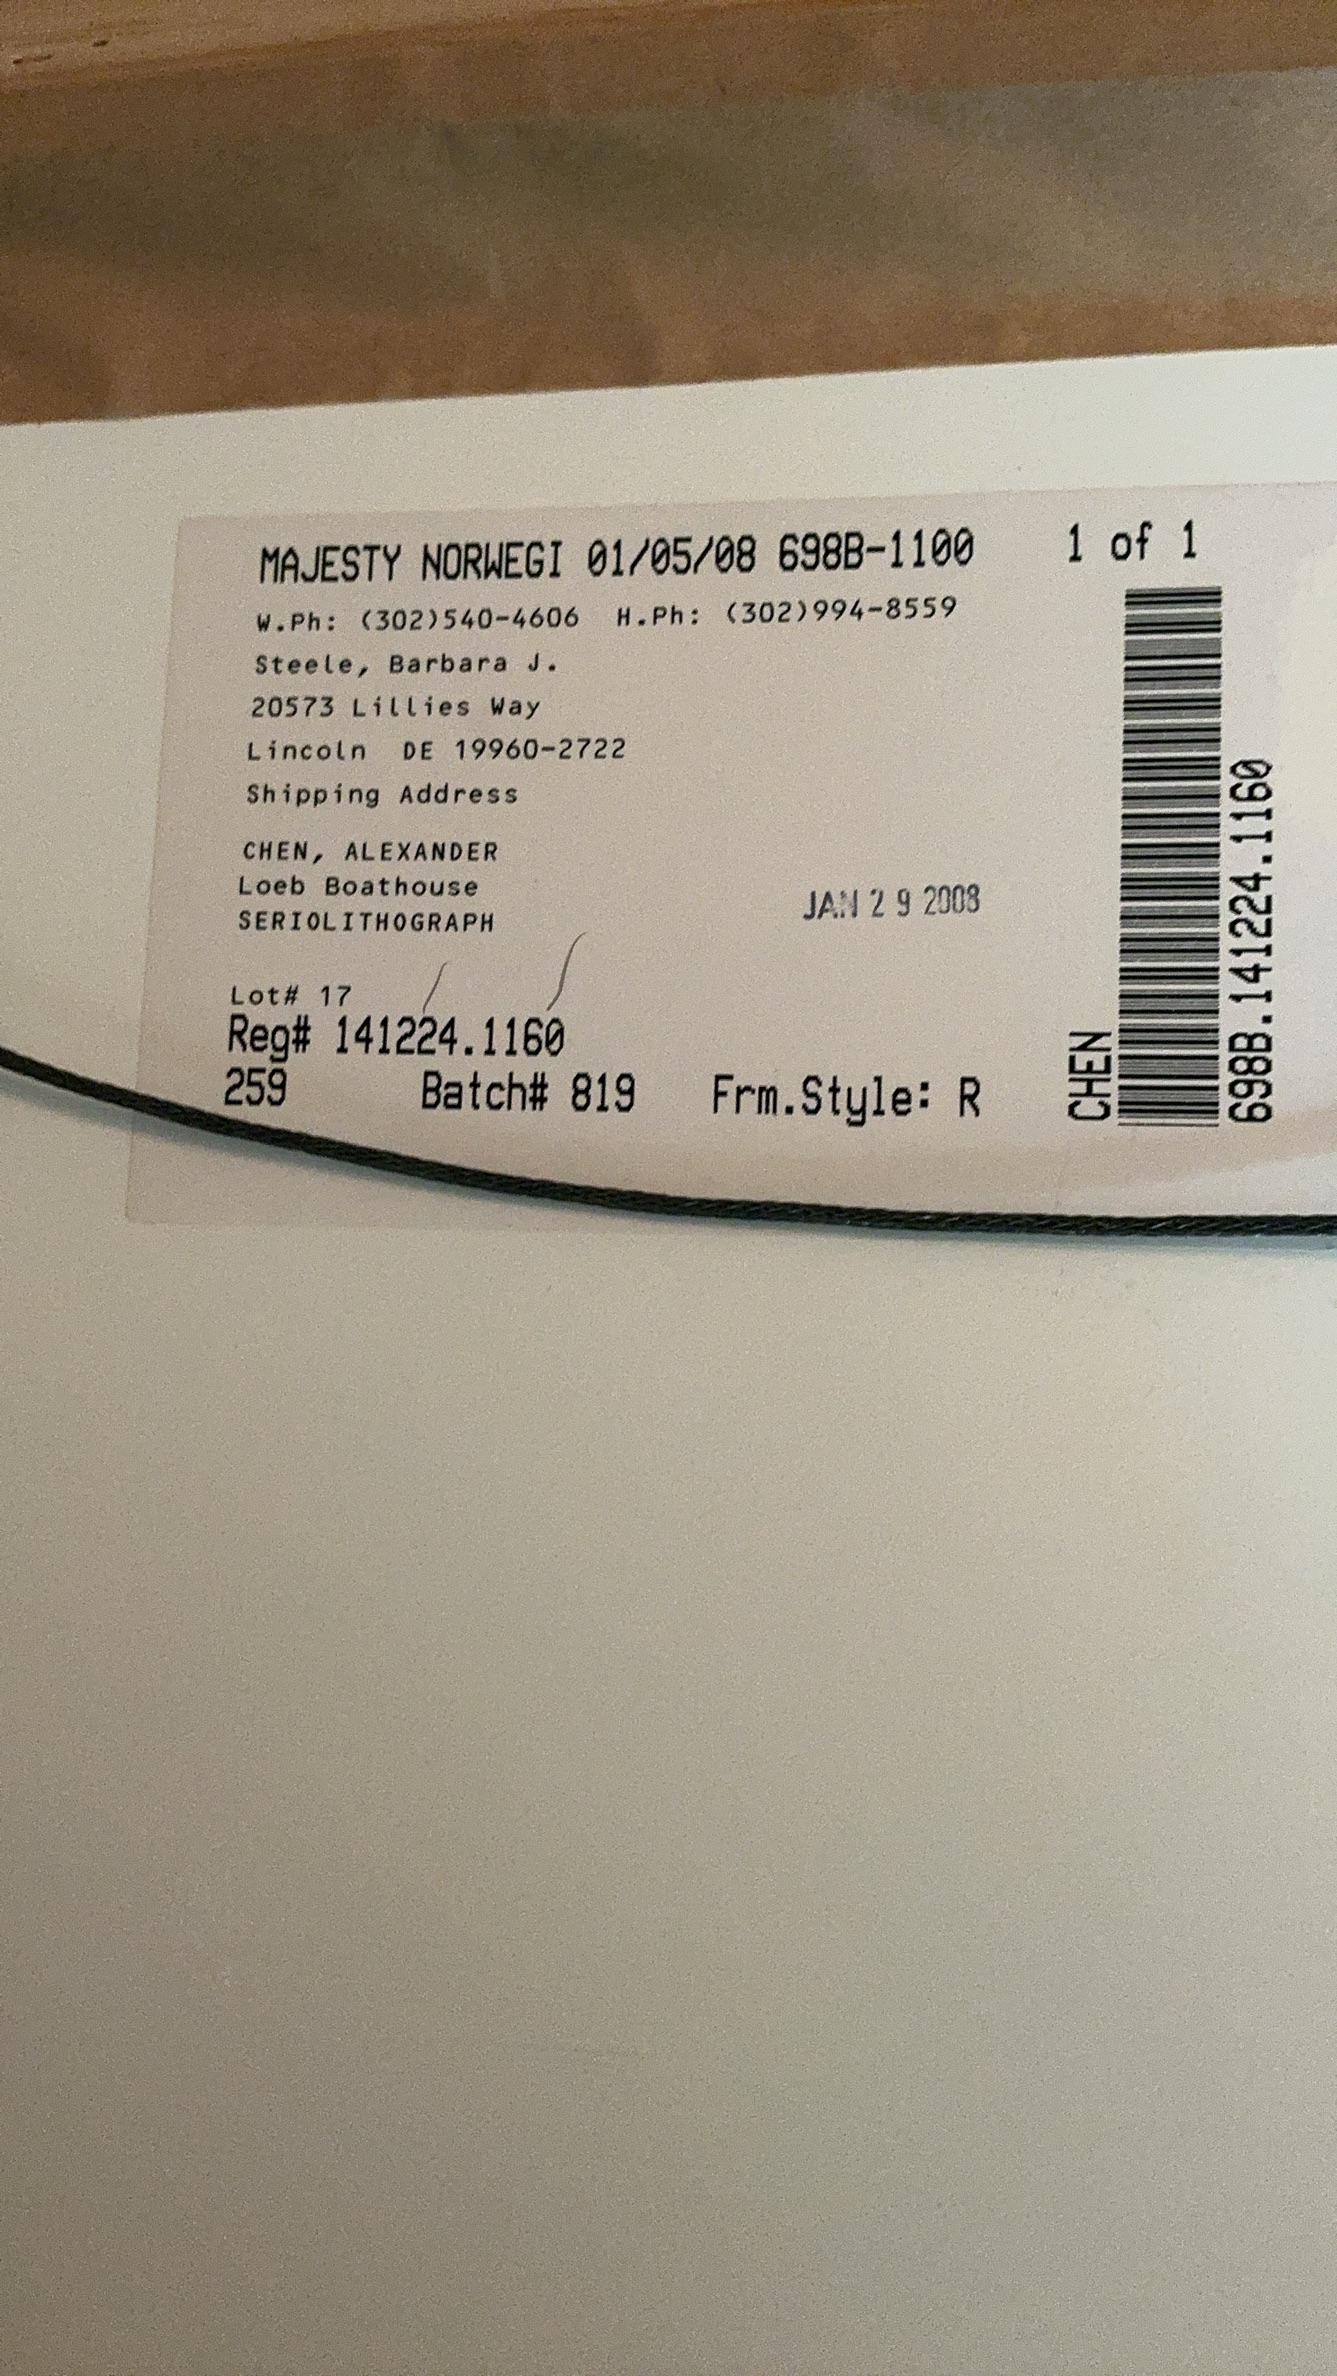 MAJESTY NORWEGI 01/05/08 698B-1100 1 of 1
W.Ph: (302)540-4606 H.Ph: (302)994-8559
Steele, Barbara J.
20573 Lillies Way
Lincoln DE 19960-2722
Shipping Address
CHEN, ALEXANDER
Loeb Boathouse
SERIOLITHOGRAPH
JAN 29 2008
Lot# 17
Reg# 141224.1160
259 Batch# 819 Frm.Style: R
CHEN
698B.141224.1160